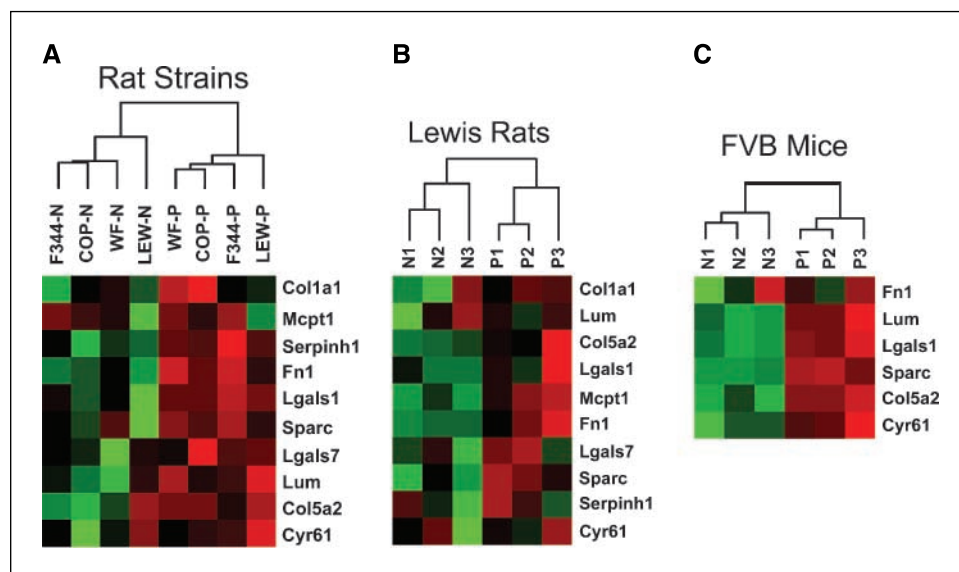 A
Rat Strains
F344-N COP-N WF-N LEW-N WF-P COP-P F344-P LEW-P
Col1a1
Mcpt1
Serpinh1
Fn1
Lgals1
Sparc
Lgals7
Lum
Col5a2
Cyr61
B
Lewis Rats
N1 N2 N3 P1 P2 P3
Col1a1
Lum
Col5a2
Lgals1
Mcpt1
Fn1
Lgals7
Sparc
Serpinh1
Cyr61
C
FVB Mice
N1 N2 N3 P1 P2 P3
Fn1
Lum
Lgals1
Sparc
Col5a2
Cyr61